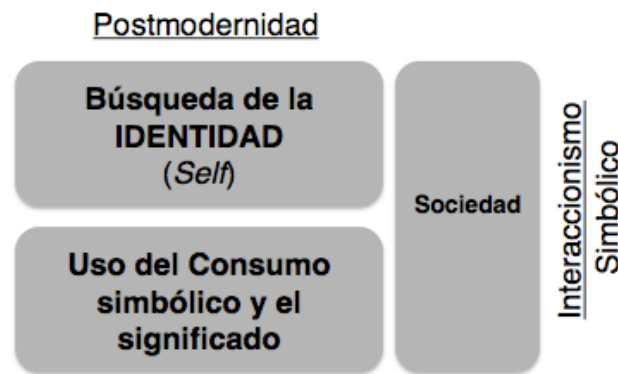 Postmodernidad
Búsqueda de la
IDENTIDAD
(Self)
Uso del Consumo
simbólico y el
significado
Sociedad
Interaccionismo
Simbólico